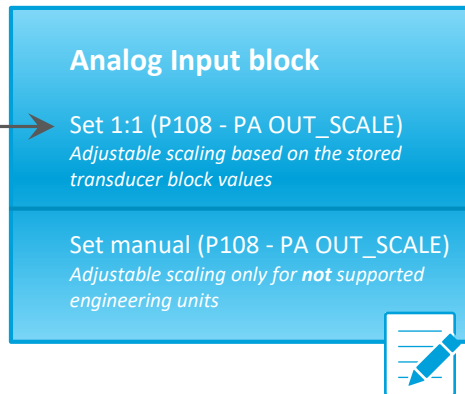 Analog Input block
Set 1:1 (P108 - PA OUT_SCALE)
Adjustable scaling based on the stored
transducer block values
Set manual (P108 - PA OUT_SCALE)
Adjustable scaling only for not supported
engineering units